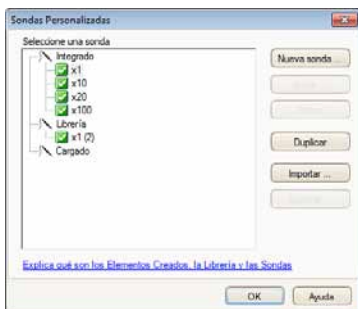 Sondas Personalizadas
Seleccione una sonda
Integrado
x1
x10
x20
x100
Librería
x1 (2)
Cargado
Nueva sonda ...
Duplicar
Importar ...
Explica qué son los Elementos Creados, la Librería y las Sondas
OK
Ayuda